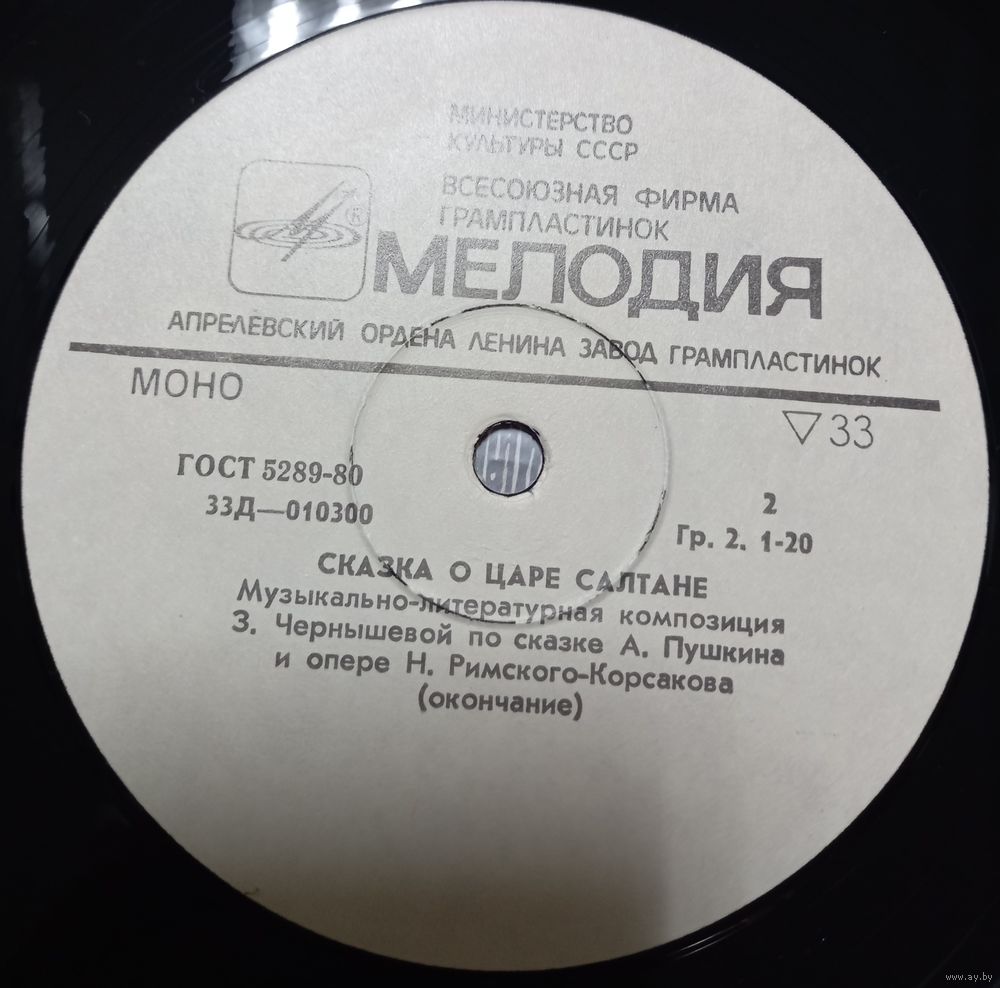 МИНИСТЕРСТВО
КУЛЬТУРЫ СССР
ВСЕСОЮЗНАЯ ФИРМА
ГРАМПЛАСТИНОК
®
МЕЛОДИЯ
АПРЕЛЕВСКИЙ ОРДЕНА ЛЕНИНА ЗАВОД ГРАМПЛАСТИНОК
МОНО
▽ 33
ГОСТ 5289-80
33Д—010300
2
Гр. 2. 1-20
СКАЗКА О ЦАРЕ САЛТАНЕ
Музыкально-литературная композиция
З. Чернышевой по сказке А. Пушкина
и опере Н. Римского-Корсакова
(окончание)
www.ay.by